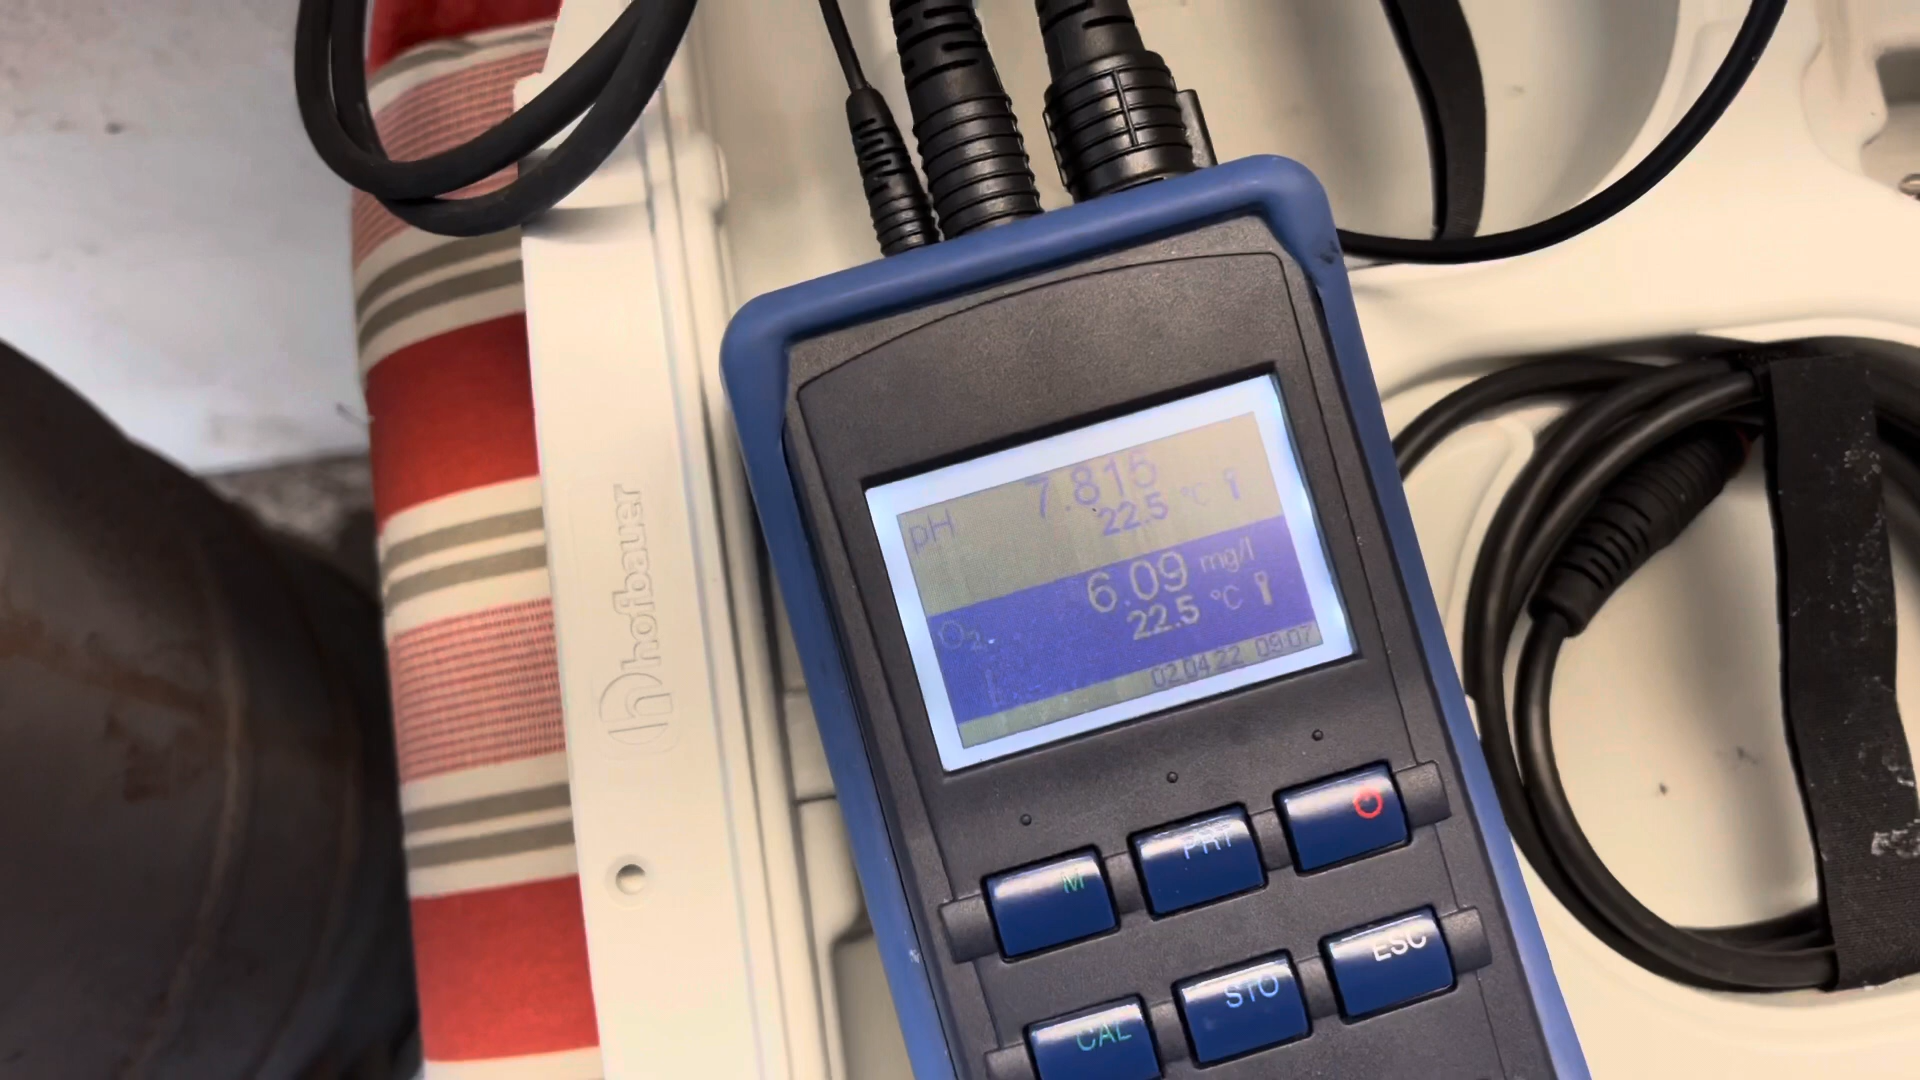 7.815
pH 22.5 °C
6.09 mg/l
O₂ 22.5 °C
02.04.22 09:07
hofbauer
M PRT
CAL STO ESC